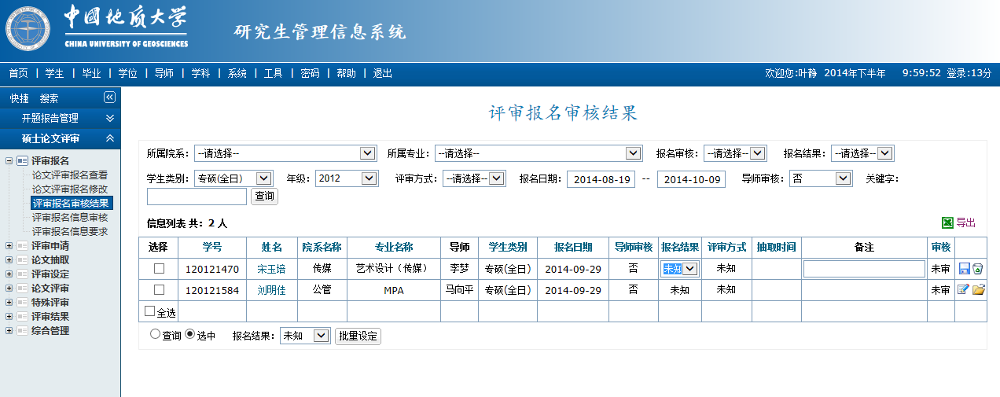 中国地质大学
CHINA UNIVERSITY OF GEOSCIENCES
研究生管理信息系统
首页 | 学生 | 毕业 | 学位 | 导师 | 学科 | 系统 | 工具 | 密码 | 帮助 | 退出
欢迎您:叶静 2014年下半年 9:59:52 登录:13分
快捷 搜索
开题报告管理
硕士论文评审
评审报名
论文评审报名查看
论文评审报名修改
评审报名审核结果
评审报名信息审核
评审报名信息要求
评审申请
论文抽取
评审设定
论文评审
特殊评审
评审结果
综合管理
评审报名审核结果
所属院系: --请选择-- 所属专业: --请选择-- 报名审核: --请选择-- 报名结果: --请选择--
学生类别: 专硕(全日) 年级: 2012 评审方式: --请选择-- 报名日期: 2014-08-19 -- 2014-10-09 导师审核: 否 关键字:
查询
信息列表 共: 2 人 导出
选择 学号 姓名 院系名称 专业名称 导师 学生类别 报名日期 导师审核 报名结果 评审方式 抽取时间 备注 审核
120121470 宋玉培 传媒 艺术设计（传媒） 李梦 专硕(全日) 2014-09-29 否 未知 未知 未审
120121584 刘明佳 公管 MPA 马向平 专硕(全日) 2014-09-29 否 未知 未知 未审
全选
查询 选中 报名结果: 未知 批量设定